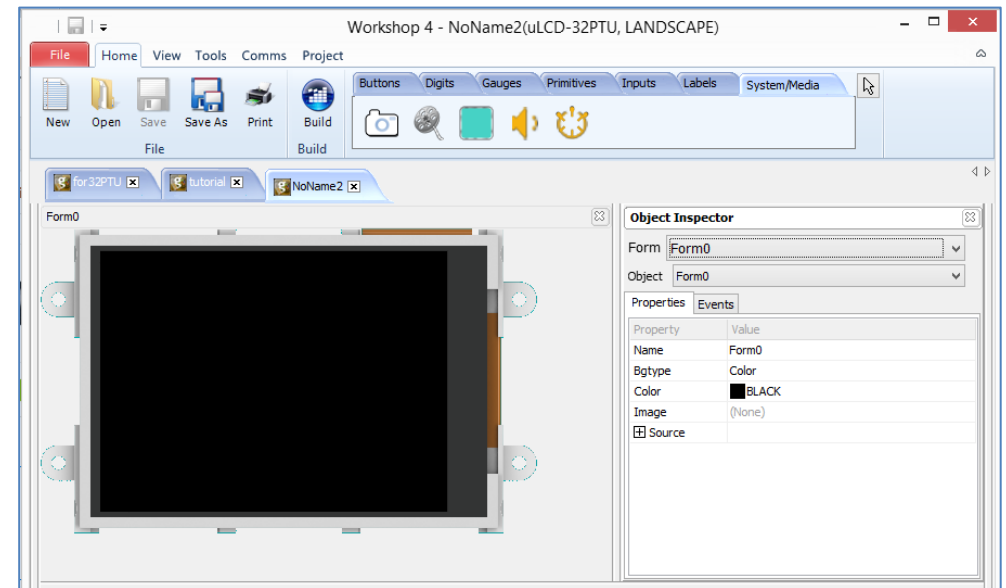 Workshop 4 - NoName2(uLCD-32PTU, LANDSCAPE)
File Home View Tools Comms Project
Buttons Digits Gauges Primitives Inputs Labels System/Media
New Open Save Save As Print Build
File Build
for32PTU tutorial NoName2
Form0 Object Inspector
Form Form0
Object Form0
Properties Events
Property Value
Name Form0
Bgtype Color
Color BLACK
Image (None)
Source